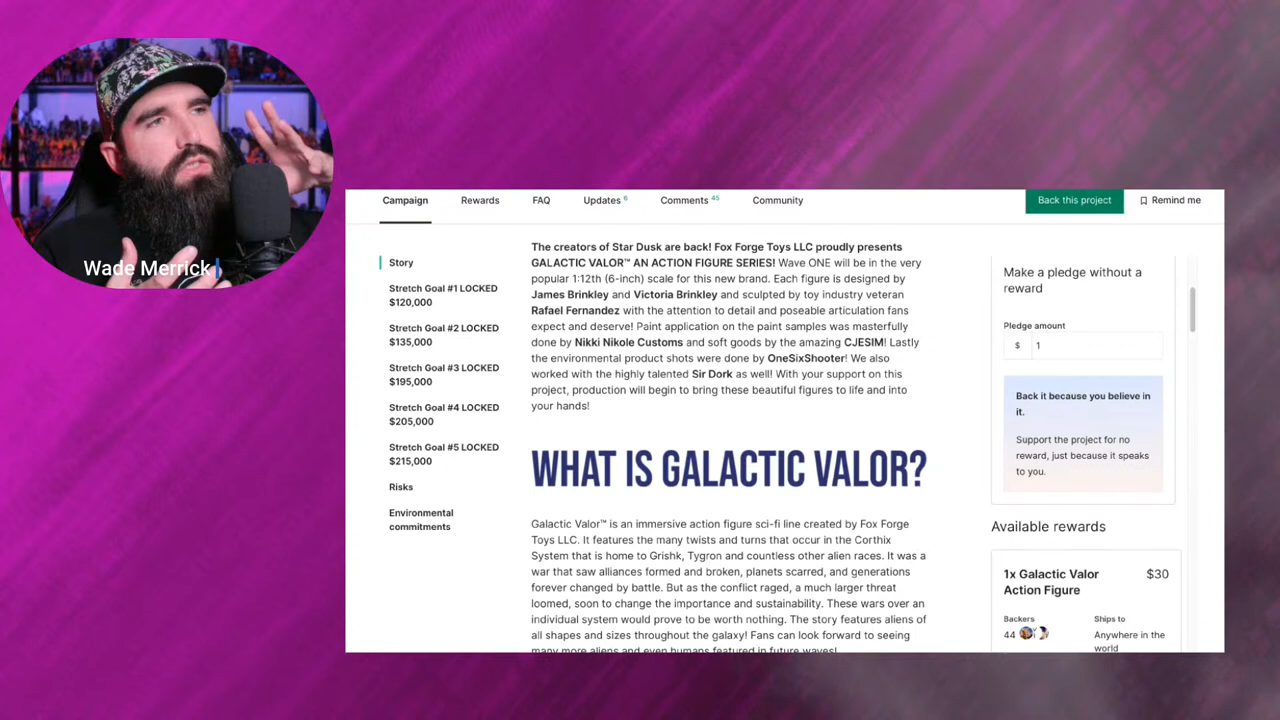 Wade Merrick
Campaign
Rewards
FAQ
Updates 6
Comments 45
Community
Back this project
Remind me
Story
Stretch Goal #1 LOCKED
$120,000
Stretch Goal #2 LOCKED
$135,000
Stretch Goal #3 LOCKED
$195,000
Stretch Goal #4 LOCKED
$205,000
Stretch Goal #5 LOCKED
$215,000
Risks
Environmental
commitments
The creators of Star Dusk are back! Fox Forge Toys LLC proudly presents
GALACTIC VALOR™ AN ACTION FIGURE SERIES! Wave ONE will be in the very
popular 1:12th (6-inch) scale for this new brand. Each figure is designed by
James Brinkley and Victoria Brinkley and sculpted by toy industry veteran
Rafael Fernandez with the attention to detail and poseable articulation fans
expect and deserve! Paint application on the paint samples was masterfully
done by Nikki Nikole Customs and soft goods by the amazing CJESIM! Lastly
the environmental product shots were done by OneSixShooter! We also
worked with the highly talented Sir Dork as well! With your support on this
project, production will begin to bring these beautiful figures to life and into
your hands!
WHAT IS GALACTIC VALOR?
Galactic Valor™ is an immersive action figure sci-fi line created by Fox Forge
Toys LLC. It features the many twists and turns that occur in the Corthix
System that is home to Grishk, Tygron and countless other alien races. It was a
war that saw alliances formed and broken, planets scarred, and generations
forever changed by battle. But as the conflict raged, a much larger threat
loomed, soon to change the importance and sustainability. These wars over an
individual system would prove to be worth nothing. The story features aliens of
all shapes and sizes throughout the galaxy! Fans can look forward to seeing
many more aliens and even humans featured in future waves!
Make a pledge without a
reward
Pledge amount
$ 1
Back it because you believe in
it.
Support the project for no
reward, just because it speaks
to you.
Available rewards
1x Galactic Valor
Action Figure
$30
Backers
44
Ships to
Anywhere in the
world